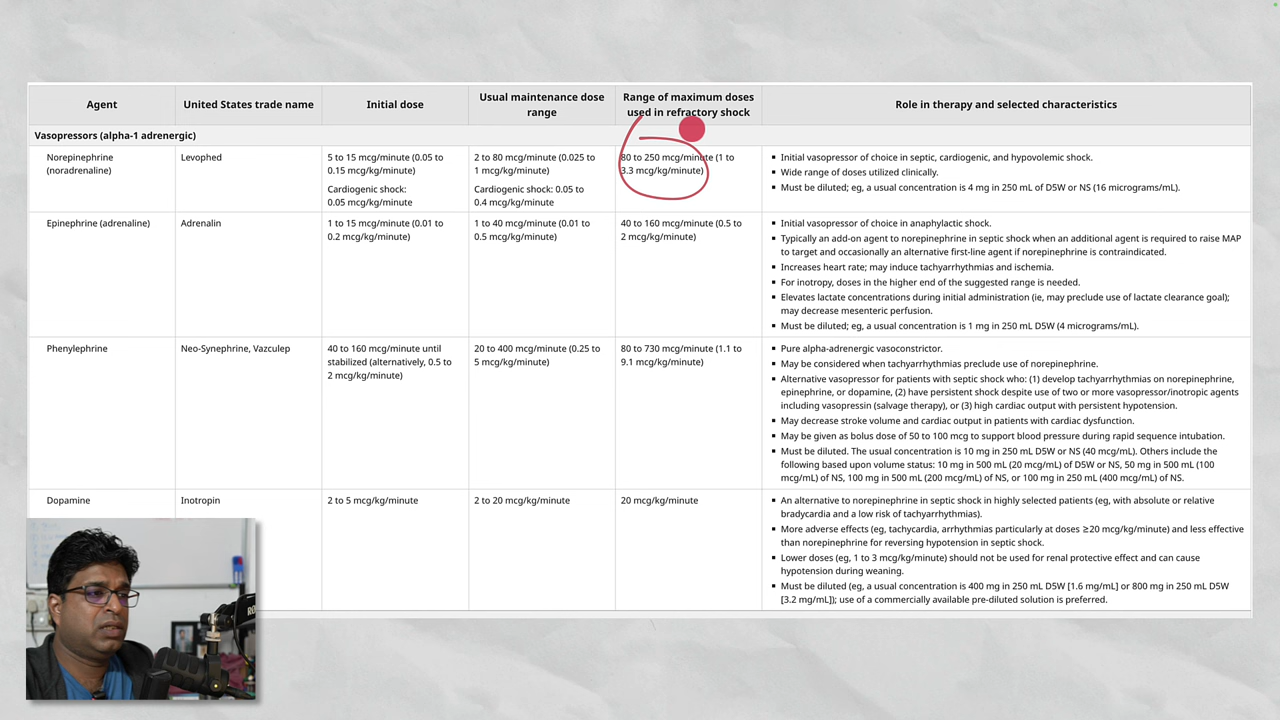 Agent United States trade name Initial dose Usual maintenance dose range Range of maximum doses used in refractory shock Role in therapy and selected characteristics
Vasopressors (alpha-1 adrenergic)
Norepinephrine
(noradrenaline)
Levophed
5 to 15 mcg/minute (0.05 to
0.15 mcg/kg/minute)
Cardiogenic shock:
0.05 mcg/kg/minute
2 to 80 mcg/minute (0.025 to
1 mcg/kg/minute)
Cardiogenic shock: 0.05 to
0.4 mcg/kg/minute
80 to 250 mcg/minute (1 to
3.3 mcg/kg/minute)
▪ Initial vasopressor of choice in septic, cardiogenic, and hypovolemic shock.
▪ Wide range of doses utilized clinically.
▪ Must be diluted; eg, a usual concentration is 4 mg in 250 mL of D5W or NS (16 micrograms/mL).
Epinephrine (adrenaline)
Adrenalin
1 to 15 mcg/minute (0.01 to
0.2 mcg/kg/minute)
1 to 40 mcg/minute (0.01 to
0.5 mcg/kg/minute)
40 to 160 mcg/minute (0.5 to
2 mcg/kg/minute)
▪ Initial vasopressor of choice in anaphylactic shock.
▪ Typically an add-on agent to norepinephrine in septic shock when an additional agent is required to raise MAP
to target and occasionally an alternative first-line agent if norepinephrine is contraindicated.
▪ Increases heart rate; may induce tachyarrhythmias and ischemia.
▪ For inotropy, doses in the higher end of the suggested range is needed.
▪ Elevates lactate concentrations during initial administration (ie, may preclude use of lactate clearance goal);
may decrease mesenteric perfusion.
▪ Must be diluted; eg, a usual concentration is 1 mg in 250 mL D5W (4 micrograms/mL).
Phenylephrine
Neo-Synephrine, Vazculep
40 to 160 mcg/minute until
stabilized (alternatively, 0.5 to
2 mcg/kg/minute)
20 to 400 mcg/minute (0.25 to
5 mcg/kg/minute)
80 to 730 mcg/minute (1.1 to
9.1 mcg/kg/minute)
▪ Pure alpha-adrenergic vasoconstrictor.
▪ May be considered when tachyarrhythmias preclude use of norepinephrine.
▪ Alternative vasopressor for patients with septic shock who: (1) develop tachyarrhythmias on norepinephrine,
epinephrine, or dopamine, (2) have persistent shock despite use of two or more vasopressor/inotropic agents
including vasopressin (salvage therapy), or (3) high cardiac output with persistent hypotension.
▪ May decrease stroke volume and cardiac output in patients with cardiac dysfunction.
▪ May be given as bolus dose of 50 to 100 mcg to support blood pressure during rapid sequence intubation.
▪ Must be diluted. The usual concentration is 10 mg in 250 mL D5W or NS (40 mcg/mL). Others include the
following based upon volume status: 10 mg in 500 mL (20 mcg/mL) of D5W or NS, 50 mg in 500 mL (100
mcg/mL) of NS, 100 mg in 500 mL (200 mcg/mL) of NS, or 100 mg in 250 mL (400 mcg/mL) of NS.
Dopamine
Inotropin
2 to 5 mcg/kg/minute
2 to 20 mcg/kg/minute
20 mcg/kg/minute
▪ An alternative to norepinephrine in septic shock in highly selected patients (eg, with absolute or relative
bradycardia and a low risk of tachyarrhythmias).
▪ More adverse effects (eg, tachycardia, arrhythmias particularly at doses ≥20 mcg/kg/minute) and less effective
than norepinephrine for reversing hypotension in septic shock.
▪ Lower doses (eg, 1 to 3 mcg/kg/minute) should not be used for renal protective effect and can cause
hypotension during weaning.
▪ Must be diluted (eg, a usual concentration is 400 mg in 250 mL D5W [1.6 mg/mL] or 800 mg in 250 mL D5W
[3.2 mg/mL]); use of a commercially available pre-diluted solution is preferred.